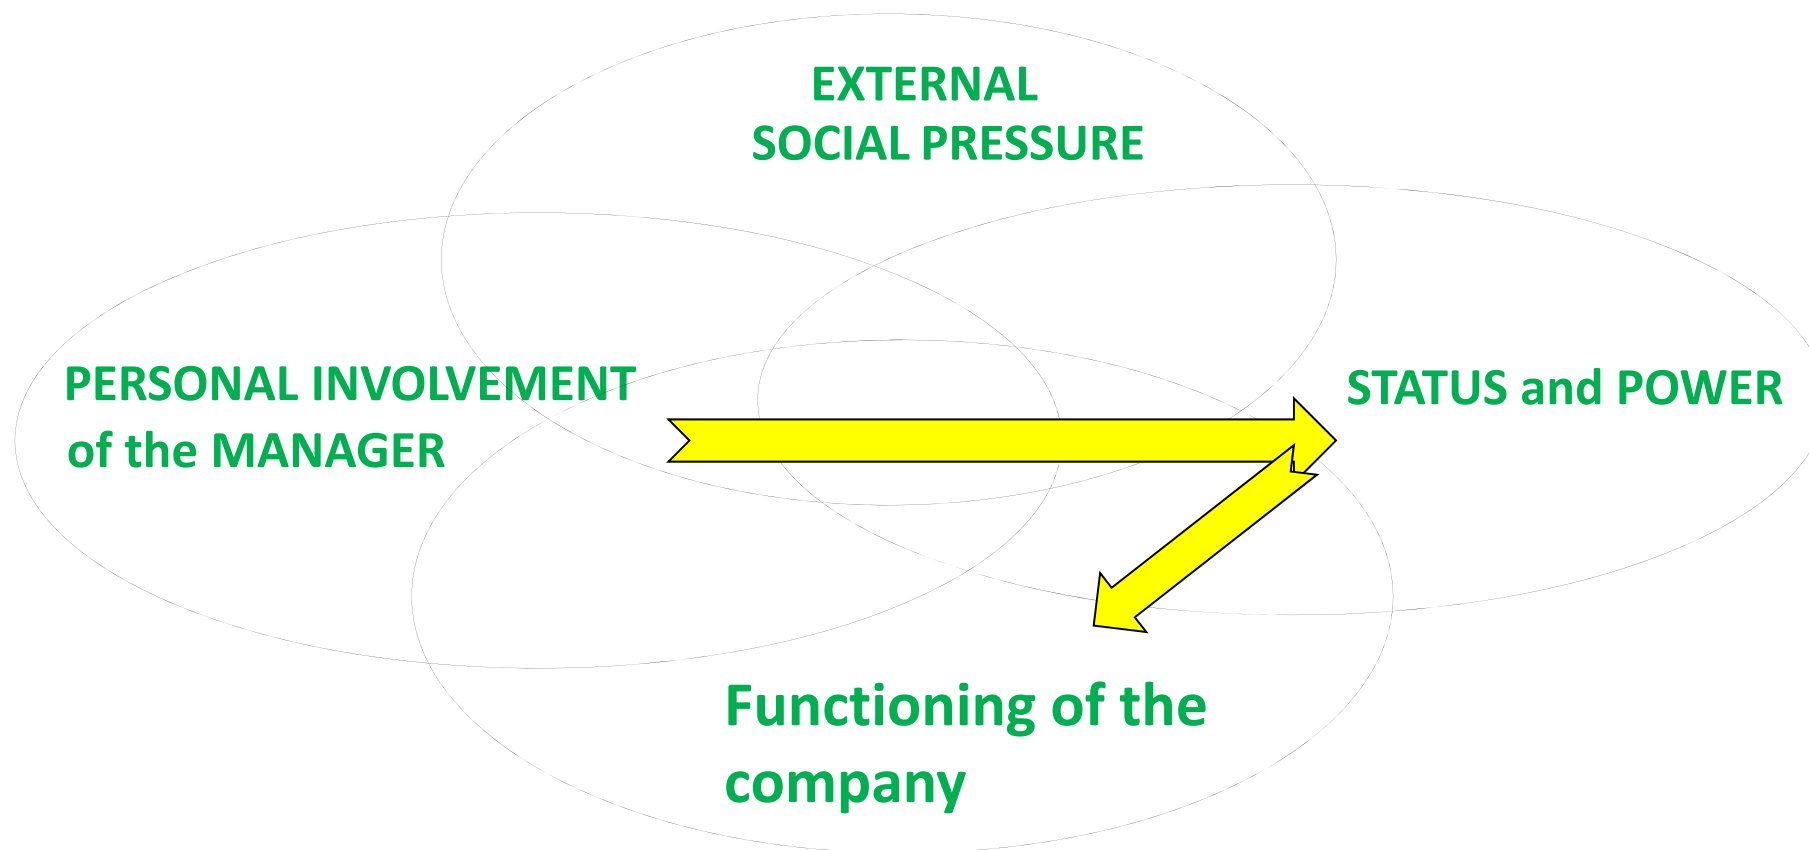 EXTERNAL
SOCIAL PRESSURE
PERSONAL INVOLVEMENT
of the MANAGER
STATUS and POWER
Functioning of the
company